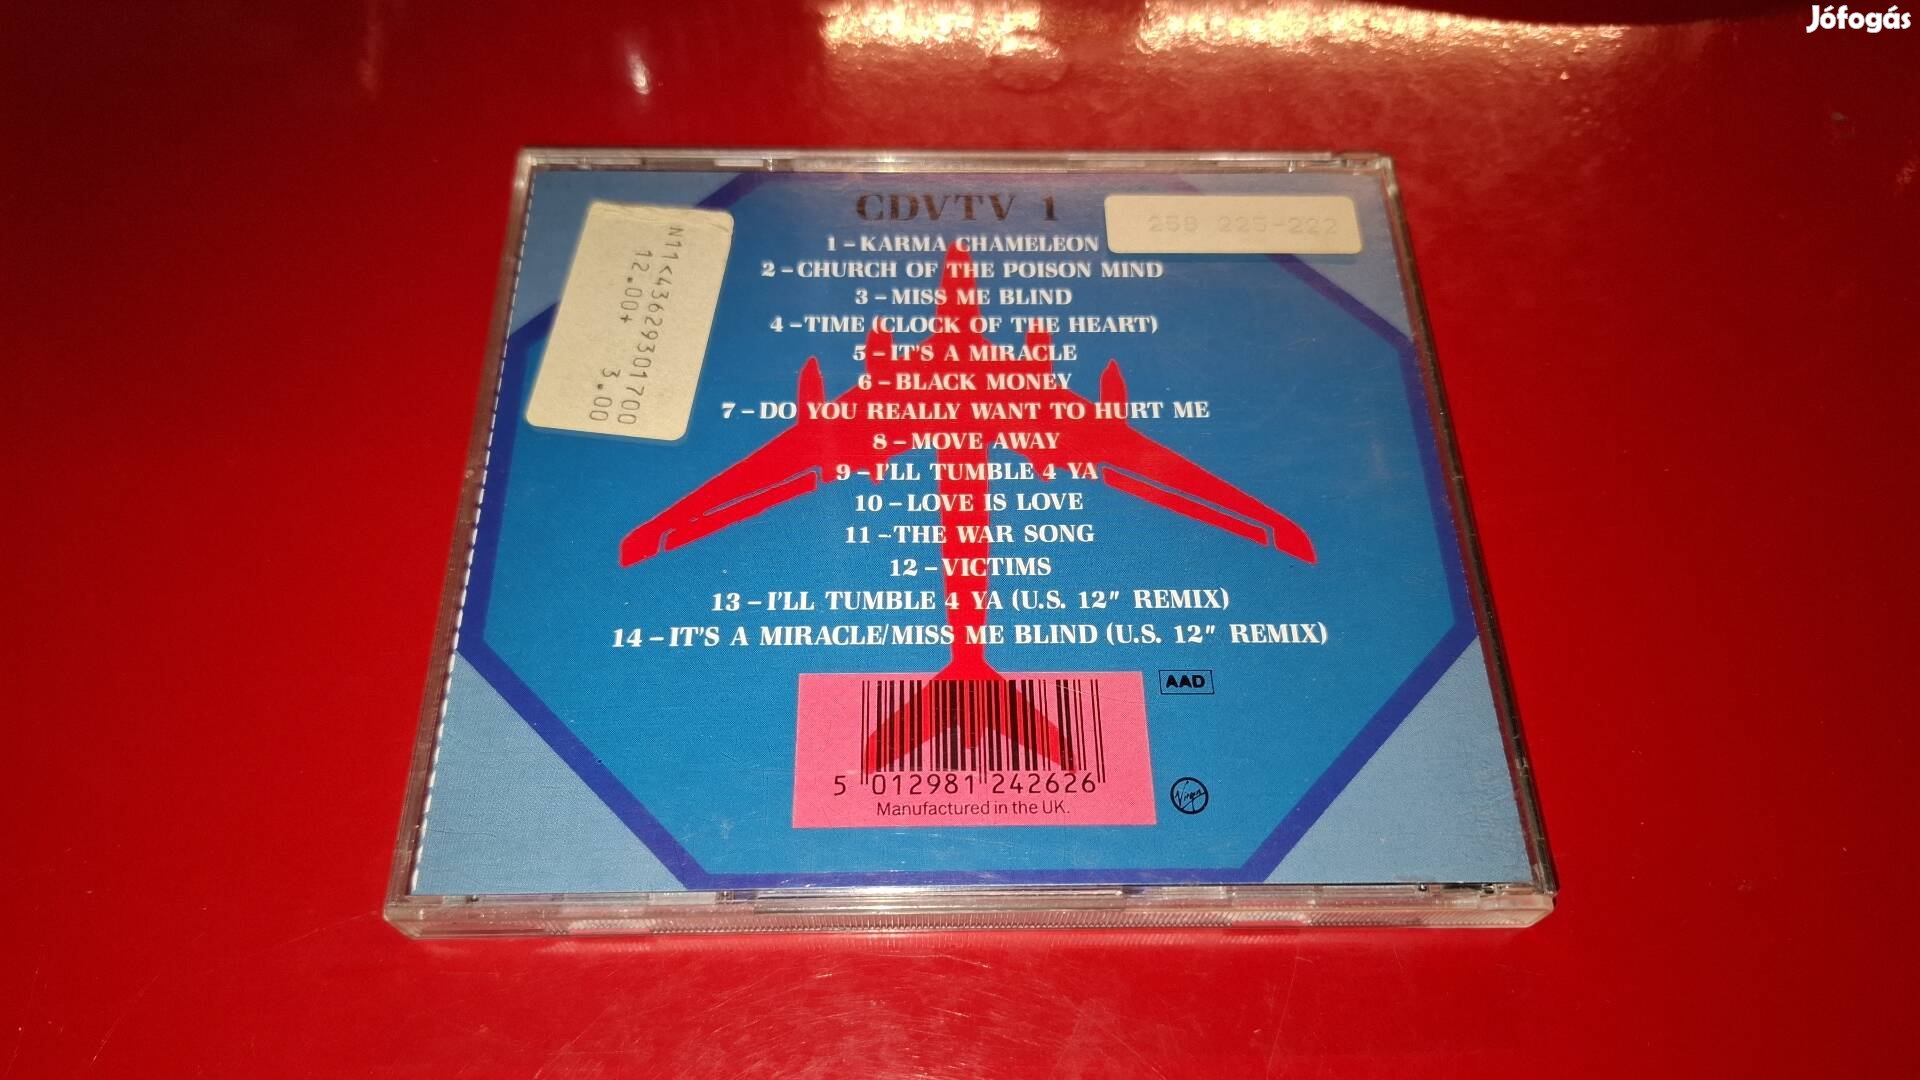 Jófogás
CDVTV 1
258 225-222
N11<43629301700
12.00+ 3.00
1 – KARMA CHAMELEON
2 – CHURCH OF THE POISON MIND
3 – MISS ME BLIND
4 – TIME (CLOCK OF THE HEART)
5 – IT'S A MIRACLE
6 – BLACK MONEY
7 – DO YOU REALLY WANT TO HURT ME
8 – MOVE AWAY
9 – I'LL TUMBLE 4 YA
10 – LOVE IS LOVE
11 – THE WAR SONG
12 – VICTIMS
13 – I'LL TUMBLE 4 YA (U.S. 12" REMIX)
14 – IT'S A MIRACLE/MISS ME BLIND (U.S. 12" REMIX)
AAD
5 012981 242626
Manufactured in the UK.
Virgin